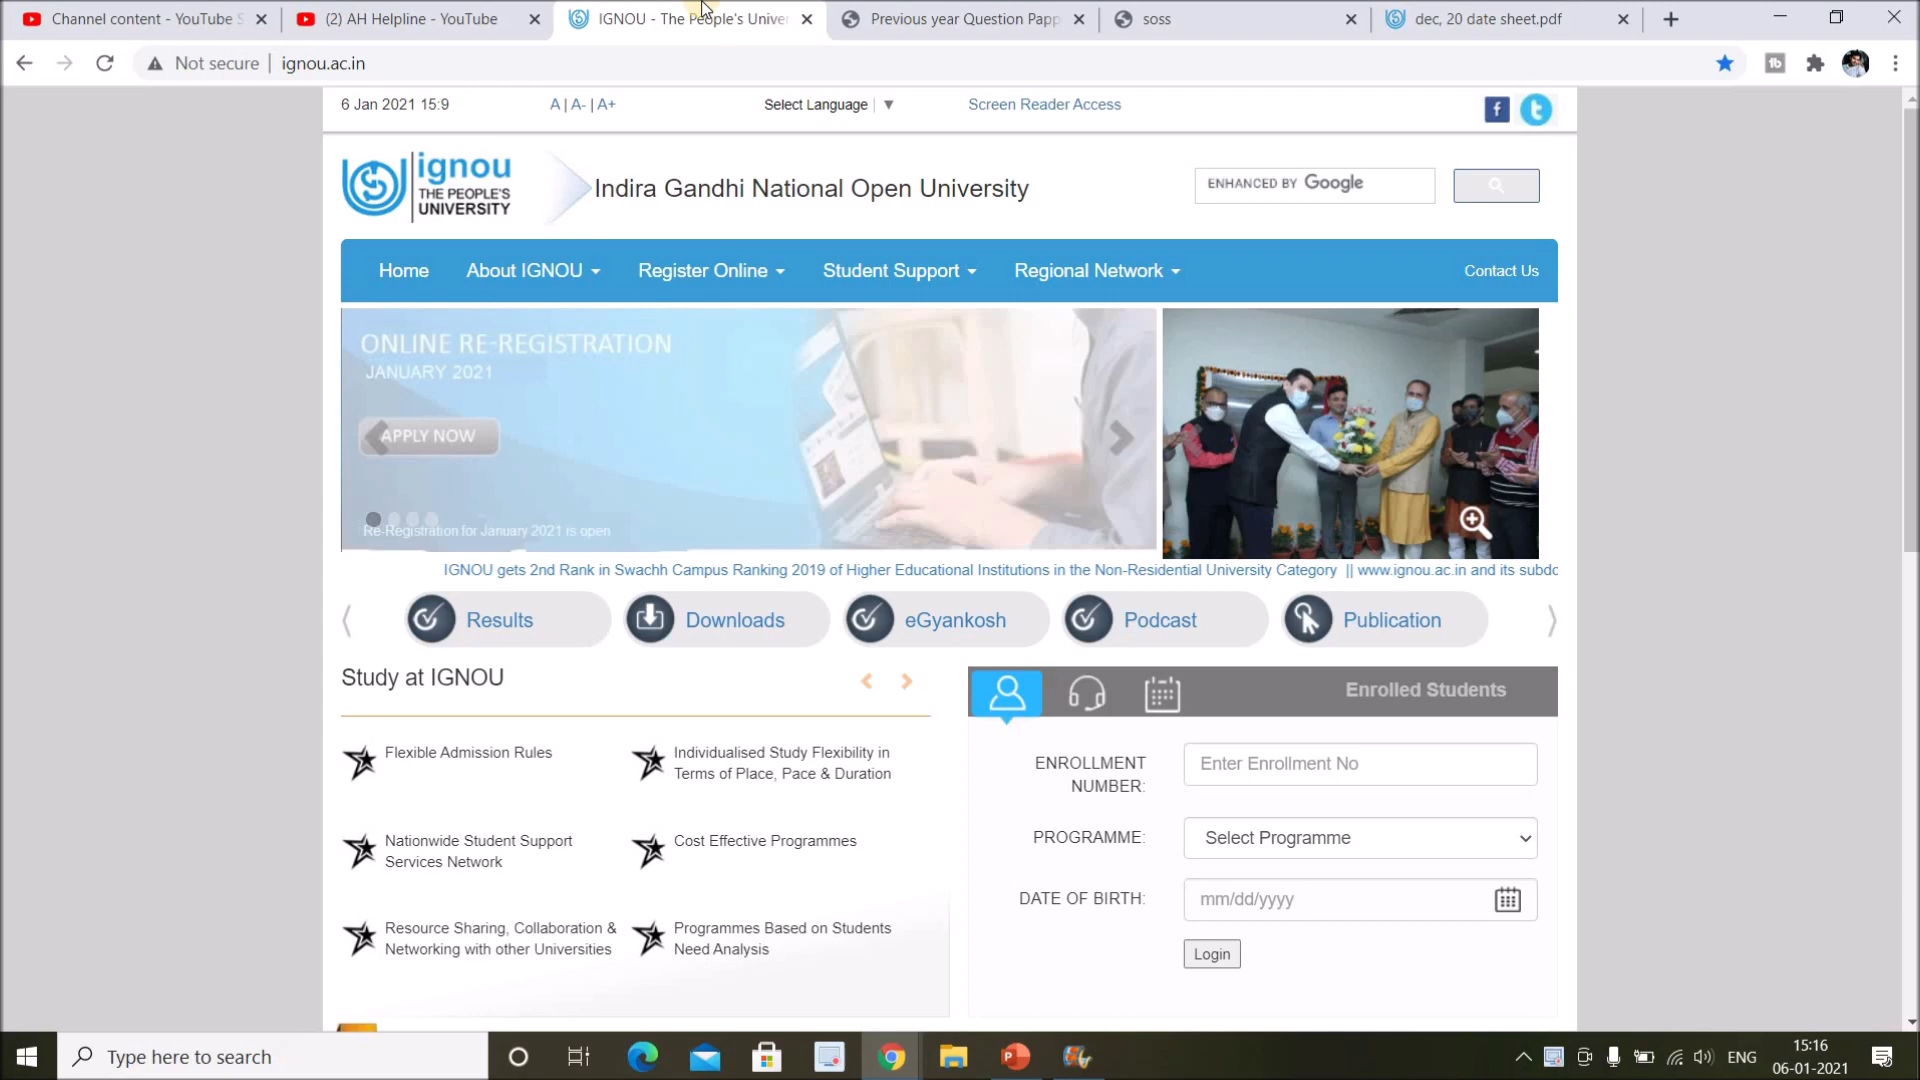 Channel content - YouTube S
(2) AH Helpline - YouTube
IGNOU - The People's Univer
Previous year Question Papp
soss
dec, 20 date sheet.pdf
Not secure
ignou.ac.in
6 Jan 2021 15:9
A | A- | A+
Select Language ▼
Screen Reader Access
ignou
THE PEOPLE'S
UNIVERSITY
Indira Gandhi National Open University
ENHANCED BY Google
Home
About IGNOU
Register Online
Student Support
Regional Network
Contact Us
ONLINE RE-REGISTRATION
JANUARY 2021
APPLY NOW
Re-Registration for January 2021 is open
IGNOU gets 2nd Rank in Swachh Campus Ranking 2019 of Higher Educational Institutions in the Non-Residential University Category || www.ignou.ac.in and its subdo
Results
Downloads
eGyankosh
Podcast
Publication
Study at IGNOU
Flexible Admission Rules
Individualised Study Flexibility in
Terms of Place, Pace & Duration
Nationwide Student Support
Services Network
Cost Effective Programmes
Resource Sharing, Collaboration &
Networking with other Universities
Programmes Based on Students
Need Analysis
Enrolled Students
ENROLLMENT
NUMBER:
Enter Enrollment No
PROGRAMME:
Select Programme
DATE OF BIRTH:
mm/dd/yyyy
Login
Type here to search
ENG
15:16
06-01-2021